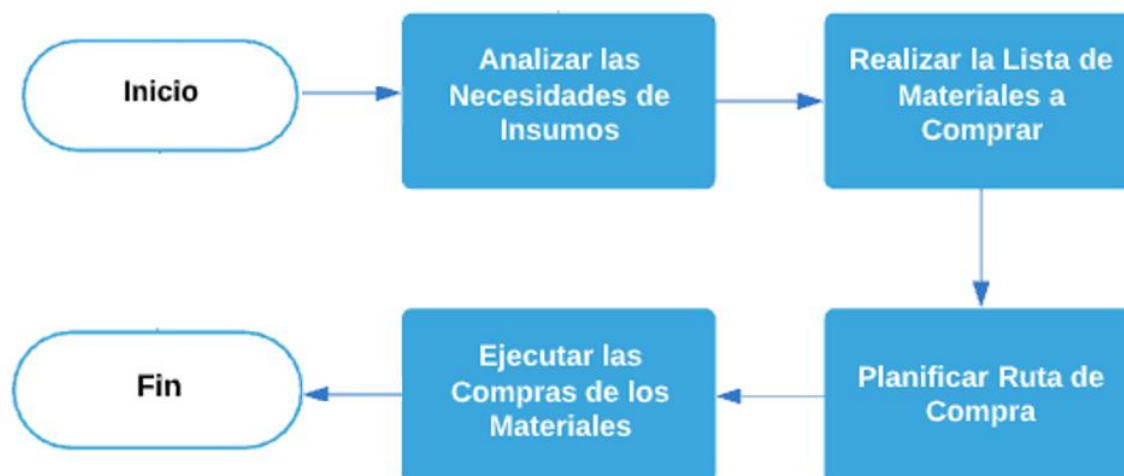 Inicio
Analizar las
Necesidades de
Insumos
Realizar la Lista de
Materiales a
Comprar
Planificar Ruta de
Compra
Ejecutar las
Compras de los
Materiales
Fin